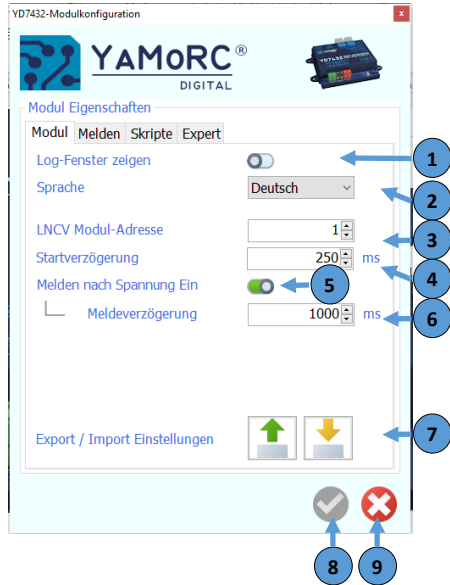 YD7432-Modulkonfiguration
x
YAMORC®
DIGITAL
YD7432 REVERSER
Modul Eigenschaften
Modul Melden Skripte Expert
Log-Fenster zeigen 1
Sprache Deutsch 2
LNCV Modul-Adresse 1 3
Startverzögerung 250 ms 4
Melden nach Spannung Ein 5
Meldeverzögerung 1000 ms 6
Export / Import Einstellungen 7
8 9